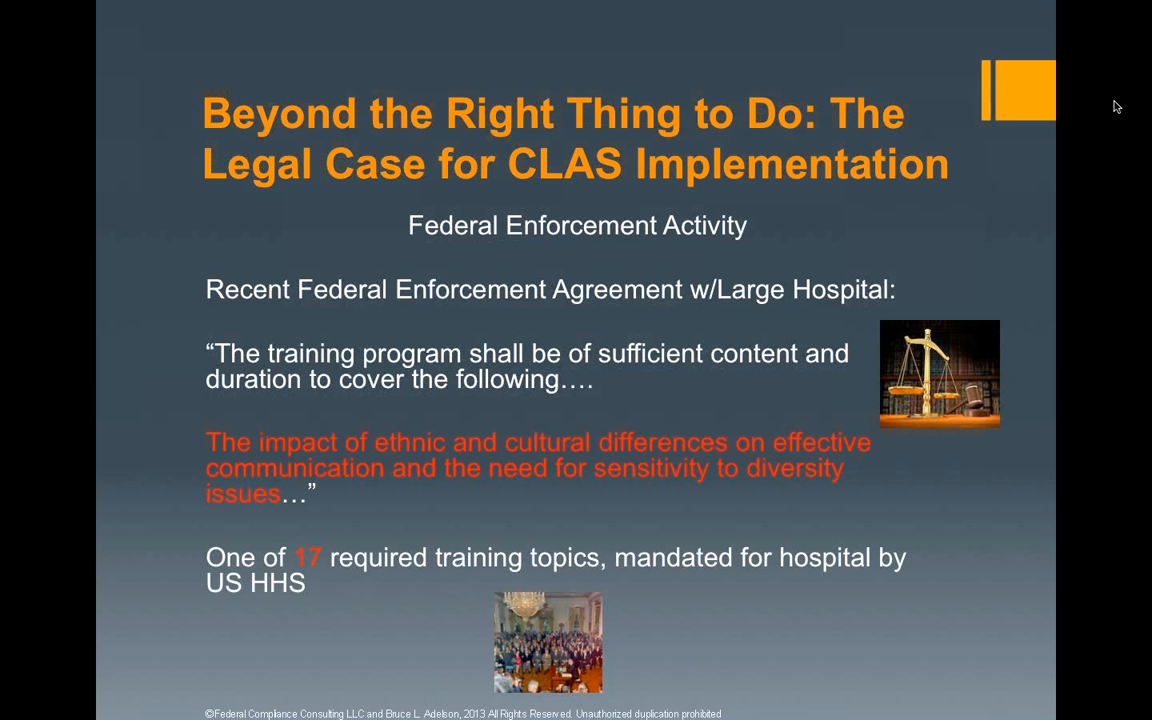 Beyond the Right Thing to Do: The
Legal Case for CLAS Implementation
Federal Enforcement Activity
Recent Federal Enforcement Agreement w/Large Hospital:
“The training program shall be of sufficient content and
duration to cover the following….
The impact of ethnic and cultural differences on effective
communication and the need for sensitivity to diversity
issues…”
One of 17 required training topics, mandated for hospital by
US HHS
©Federal Compliance Consulting LLC and Bruce L. Adelson, 2013 All Rights Reserved. Unauthorized duplication prohibited